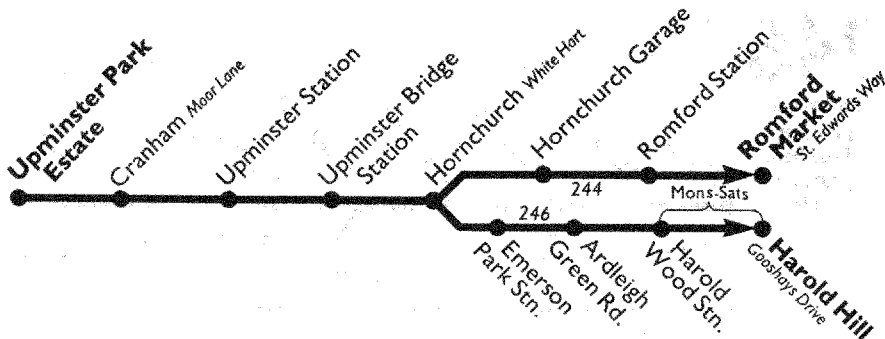 Upminster Park
Estate
Cranham Moor Lane
Upminster Station
Upminster Bridge
Station
Hornchurch White Hart
Hornchurch Garage
Romford Station
Romford
Market
St. Edwards Way
244
Mons-Sats
246
Emerson
Park Stn.
Ardleigh
Green Rd.
Harold
Wood Stn.
Harold Hill
Gooshays Drive